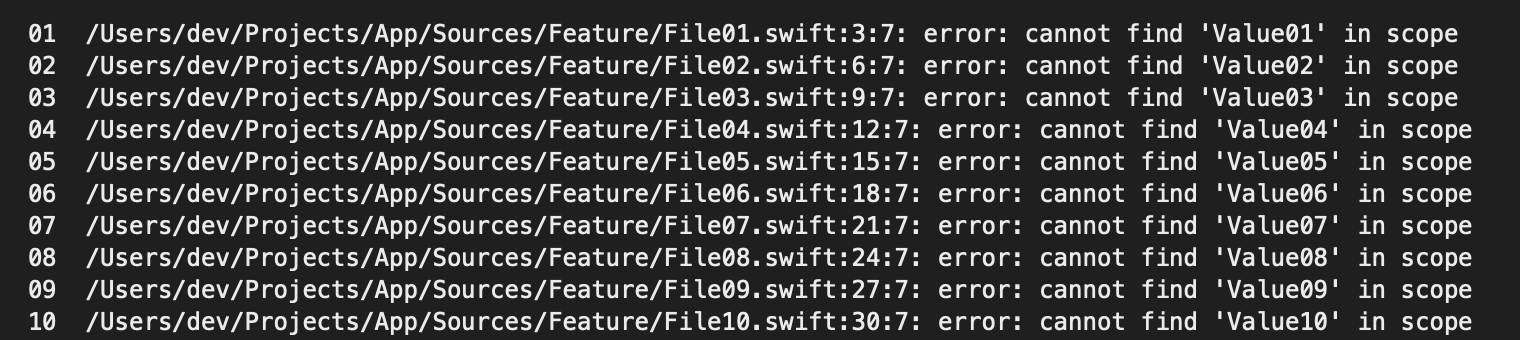 01  /Users/dev/Projects/App/Sources/Feature/File01.swift:3:7: error: cannot find 'Value01' in scope
02  /Users/dev/Projects/App/Sources/Feature/File02.swift:6:7: error: cannot find 'Value02' in scope
03  /Users/dev/Projects/App/Sources/Feature/File03.swift:9:7: error: cannot find 'Value03' in scope
04  /Users/dev/Projects/App/Sources/Feature/File04.swift:12:7: error: cannot find 'Value04' in scope
05  /Users/dev/Projects/App/Sources/Feature/File05.swift:15:7: error: cannot find 'Value05' in scope
06  /Users/dev/Projects/App/Sources/Feature/File06.swift:18:7: error: cannot find 'Value06' in scope
07  /Users/dev/Projects/App/Sources/Feature/File07.swift:21:7: error: cannot find 'Value07' in scope
08  /Users/dev/Projects/App/Sources/Feature/File08.swift:24:7: error: cannot find 'Value08' in scope
09  /Users/dev/Projects/App/Sources/Feature/File09.swift:27:7: error: cannot find 'Value09' in scope
10  /Users/dev/Projects/App/Sources/Feature/File10.swift:30:7: error: cannot find 'Value10' in scope